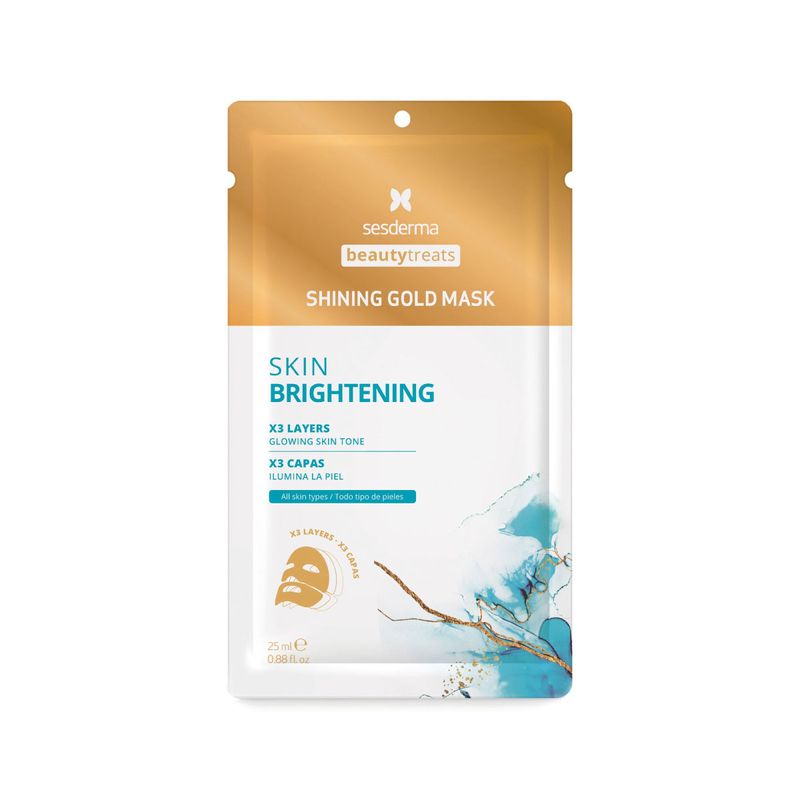 sesderma
beautytreats
SHINING GOLD MASK
SKIN
BRIGHTENING
X3 LAYERS
GLOWING SKIN TONE
X3 CAPAS
ILUMINA LA PIEL
All skin types / Todo tipo de pieles
X3 LAYERS - X3 CAPAS
25 ml ℮
0.88 fl. oz